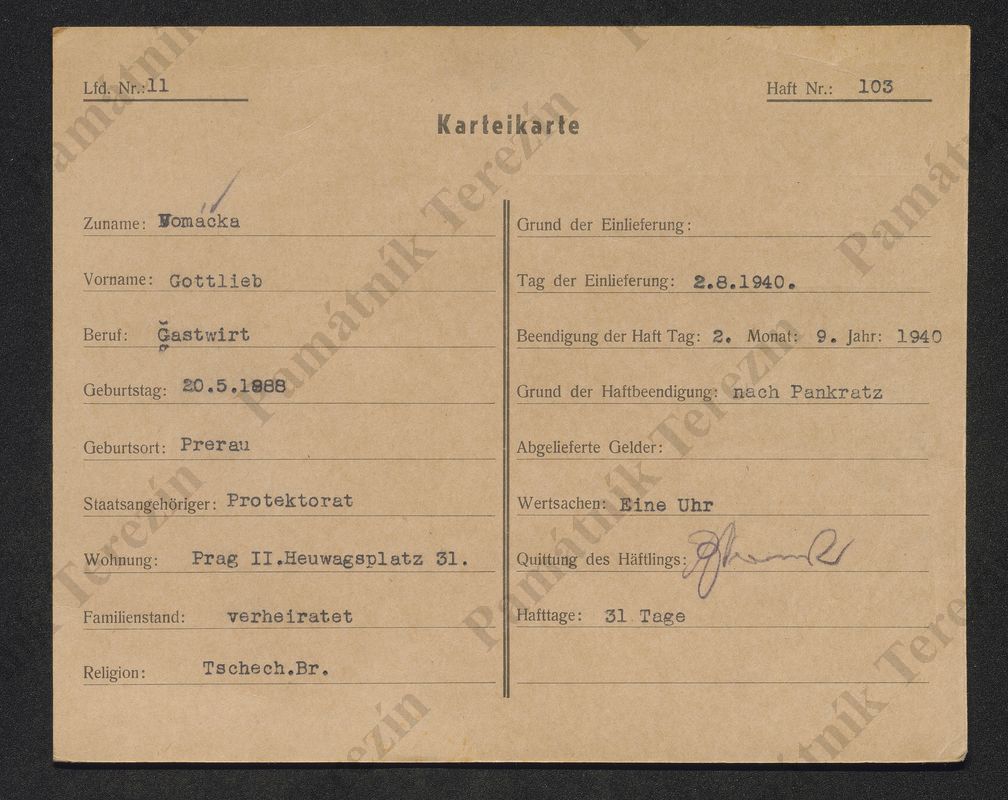 Lfd. Nr.: 11
Haft Nr.: 103
Karteikarte
Zuname: Vomáčka
Vorname: Gottlieb
Beruf: Gastwirt
Geburtstag: 20.5.1888
Geburtsort: Prerau
Staatsangehöriger: Protektorat
Wohnung: Prag II.Heuwagsplatz 31.
Familienstand: verheiratet
Religion: Tschech.Br.
Grund der Einlieferung:
Tag der Einlieferung: 2.8.1940.
Beendigung der Haft Tag: 2. Monat: 9. Jahr: 1940
Grund der Haftbeendigung: nach Pankratz
Abgelieferte Gelder:
Wertsachen: Eine Uhr
Quittung des Häftlings:
Hafttage: 31 Tage
Památník Terezín